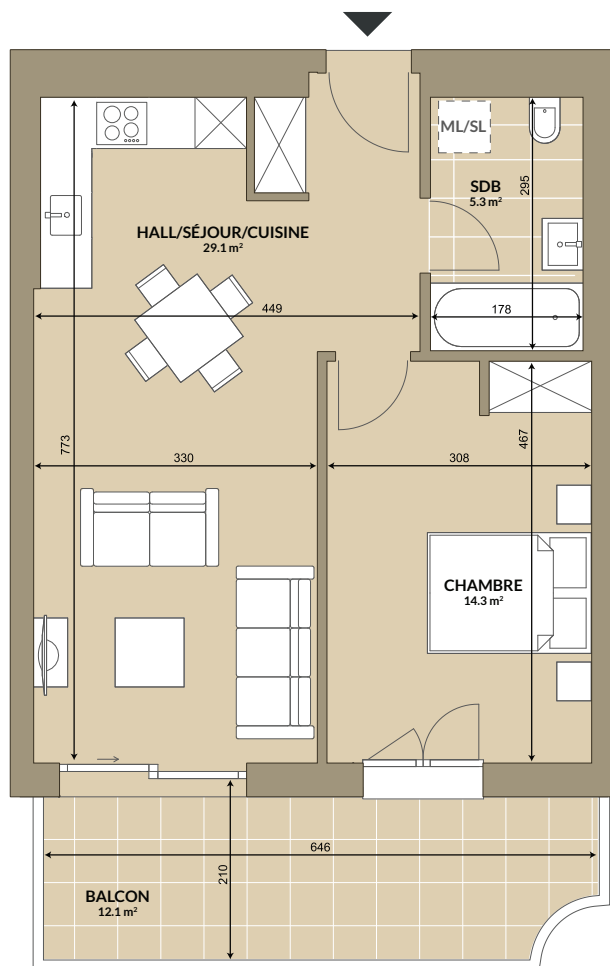 ML/SL
SDB
5.3 m²
295
HALL/SÉJOUR/CUISINE
29.1 m²
449
178
773
467
330
308
CHAMBRE
14.3 m²
646
210
BALCON
12.1 m²